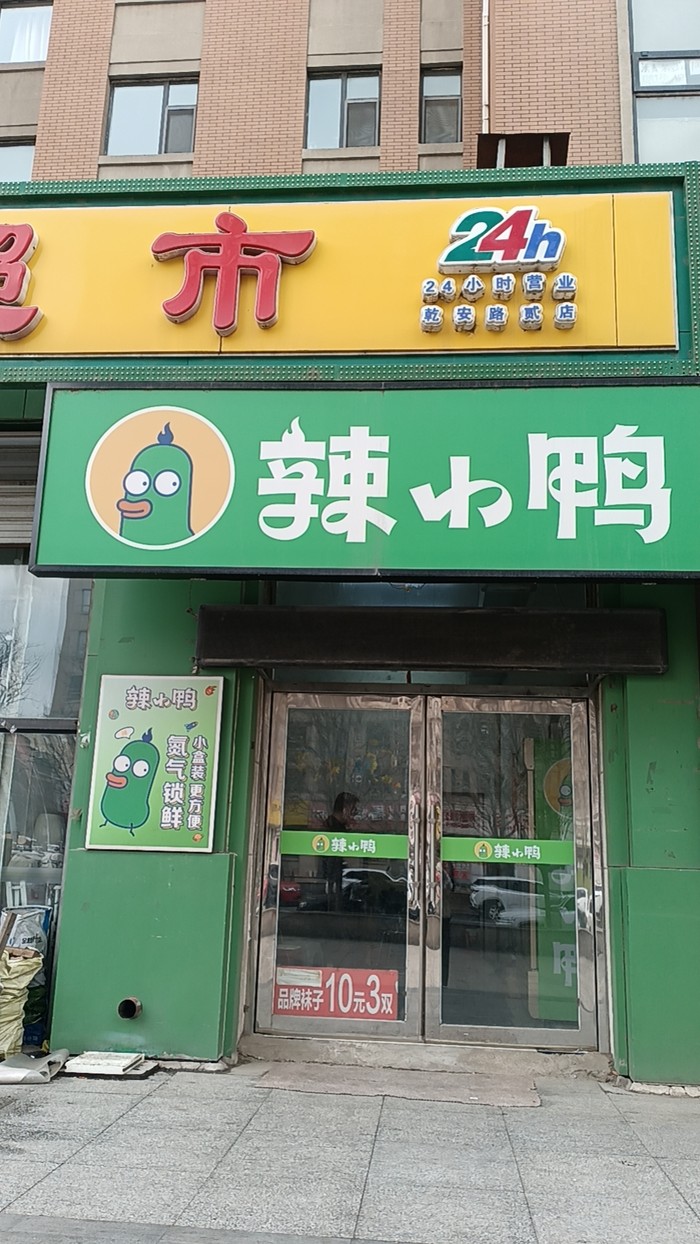 超市
24h
24小时营业
乾安路贰店
辣小鸭
辣小鸭
小盒装更方便
氮气锁鲜
辣小鸭
辣小鸭
品牌袜子10元3双